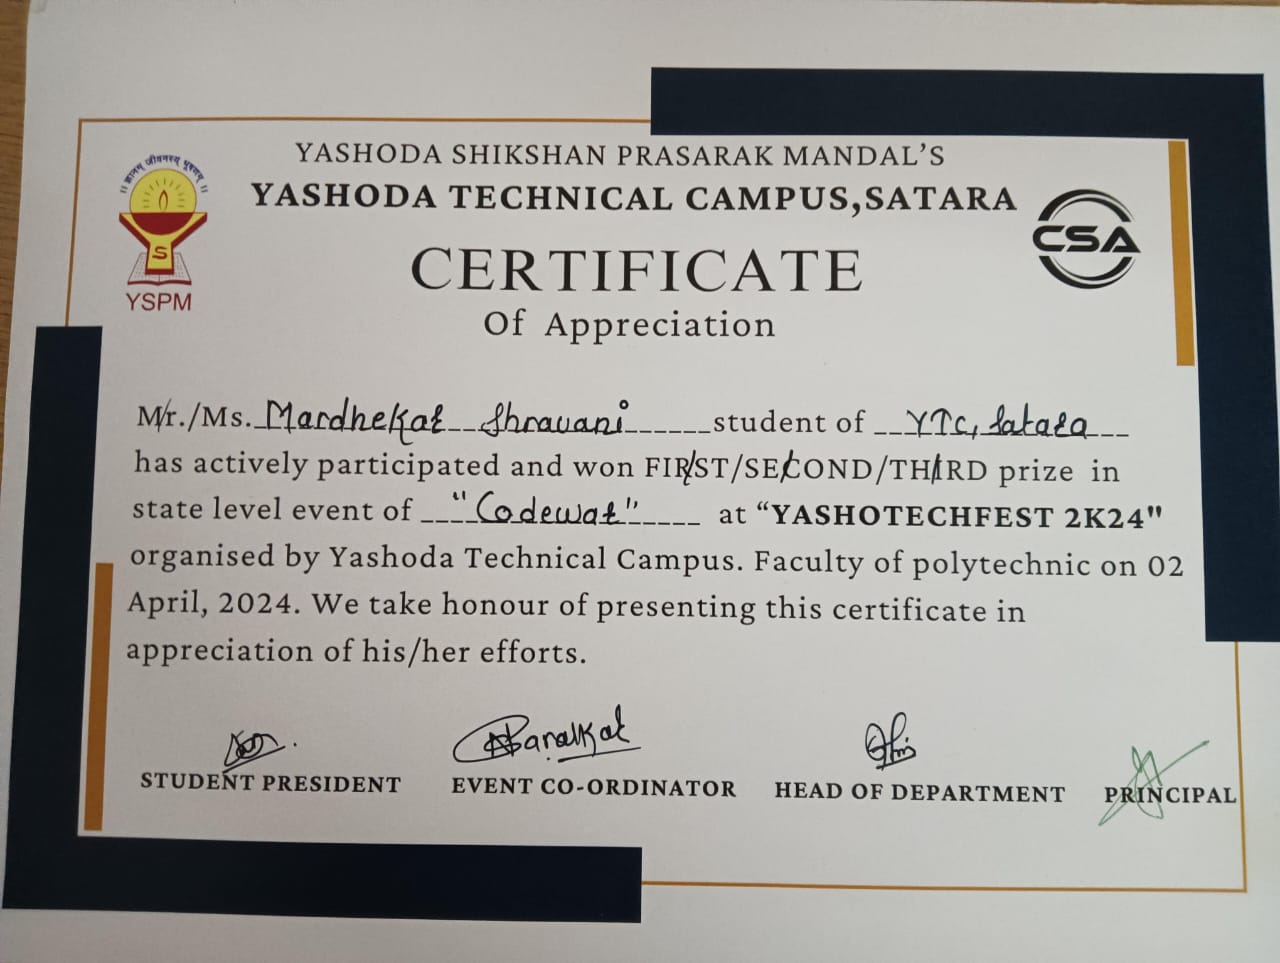 || ज्ञानम् जीवनस्य भूषणम् ||
S
YSPM
YASHODA SHIKSHAN PRASARAK MANDAL'S
YASHODA TECHNICAL CAMPUS,SATARA
CSA
CERTIFICATE
Of Appreciation
Mr./Ms. Mardhekar Shravani student of YTC, Satara
has actively participated and won FIRST/SECOND/THIRD prize in
state level event of "Codewar" at “YASHOTECHFEST 2K24"
organised by Yashoda Technical Campus. Faculty of polytechnic on 02
April, 2024. We take honour of presenting this certificate in
appreciation of his/her efforts.
STUDENT PRESIDENT EVENT CO-ORDINATOR HEAD OF DEPARTMENT PRINCIPAL